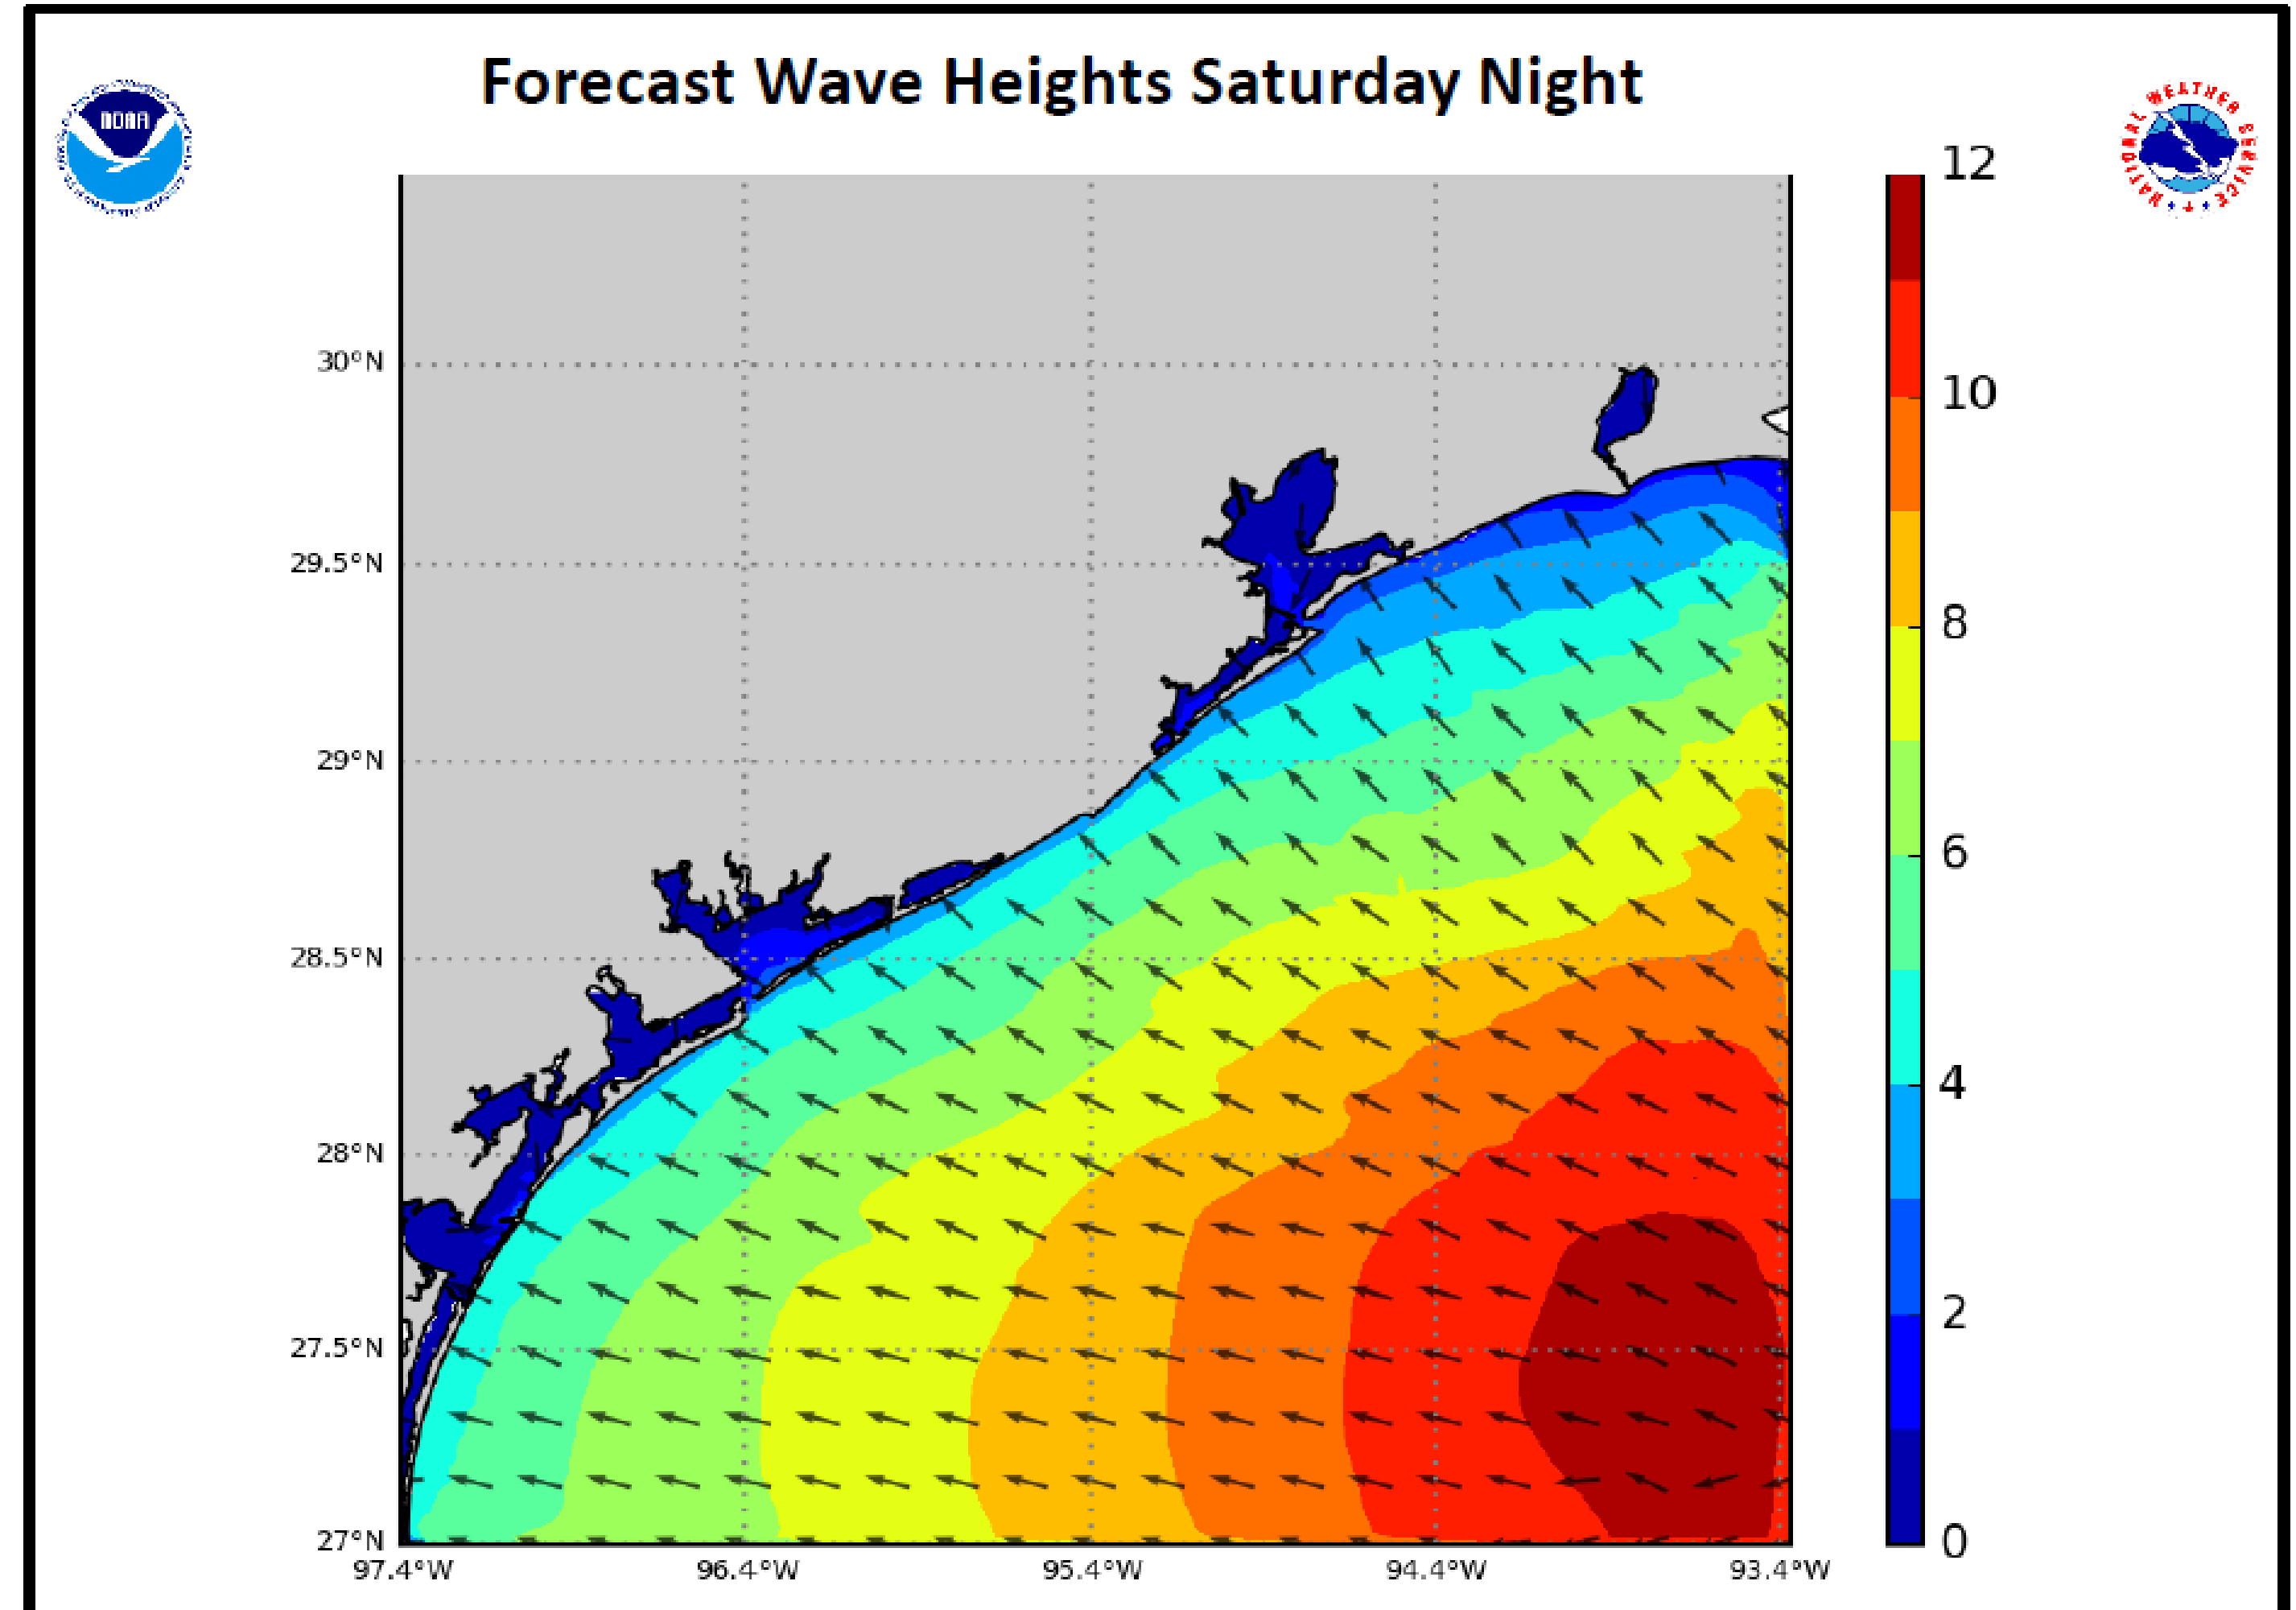 Forecast Wave Heights Saturday Night
NOAA
NATIONAL WEATHER SERVICE
12
10
8
6
4
2
0
30°N
29.5°N
29°N
28.5°N
28°N
27.5°N
27°N
97.4°W
96.4°W
95.4°W
94.4°W
93.4°W